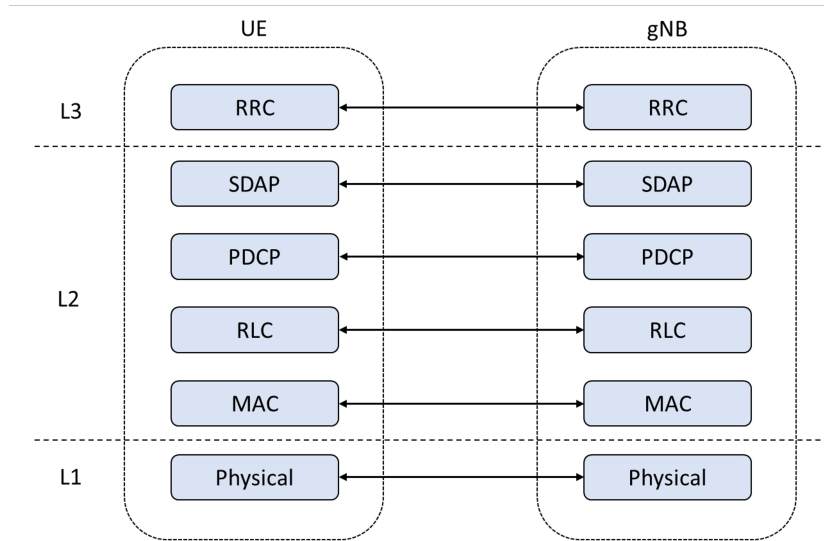 UE gNB
L3 RRC RRC
SDAP SDAP
PDCP PDCP
L2
RLC RLC
MAC MAC
L1 Physical Physical